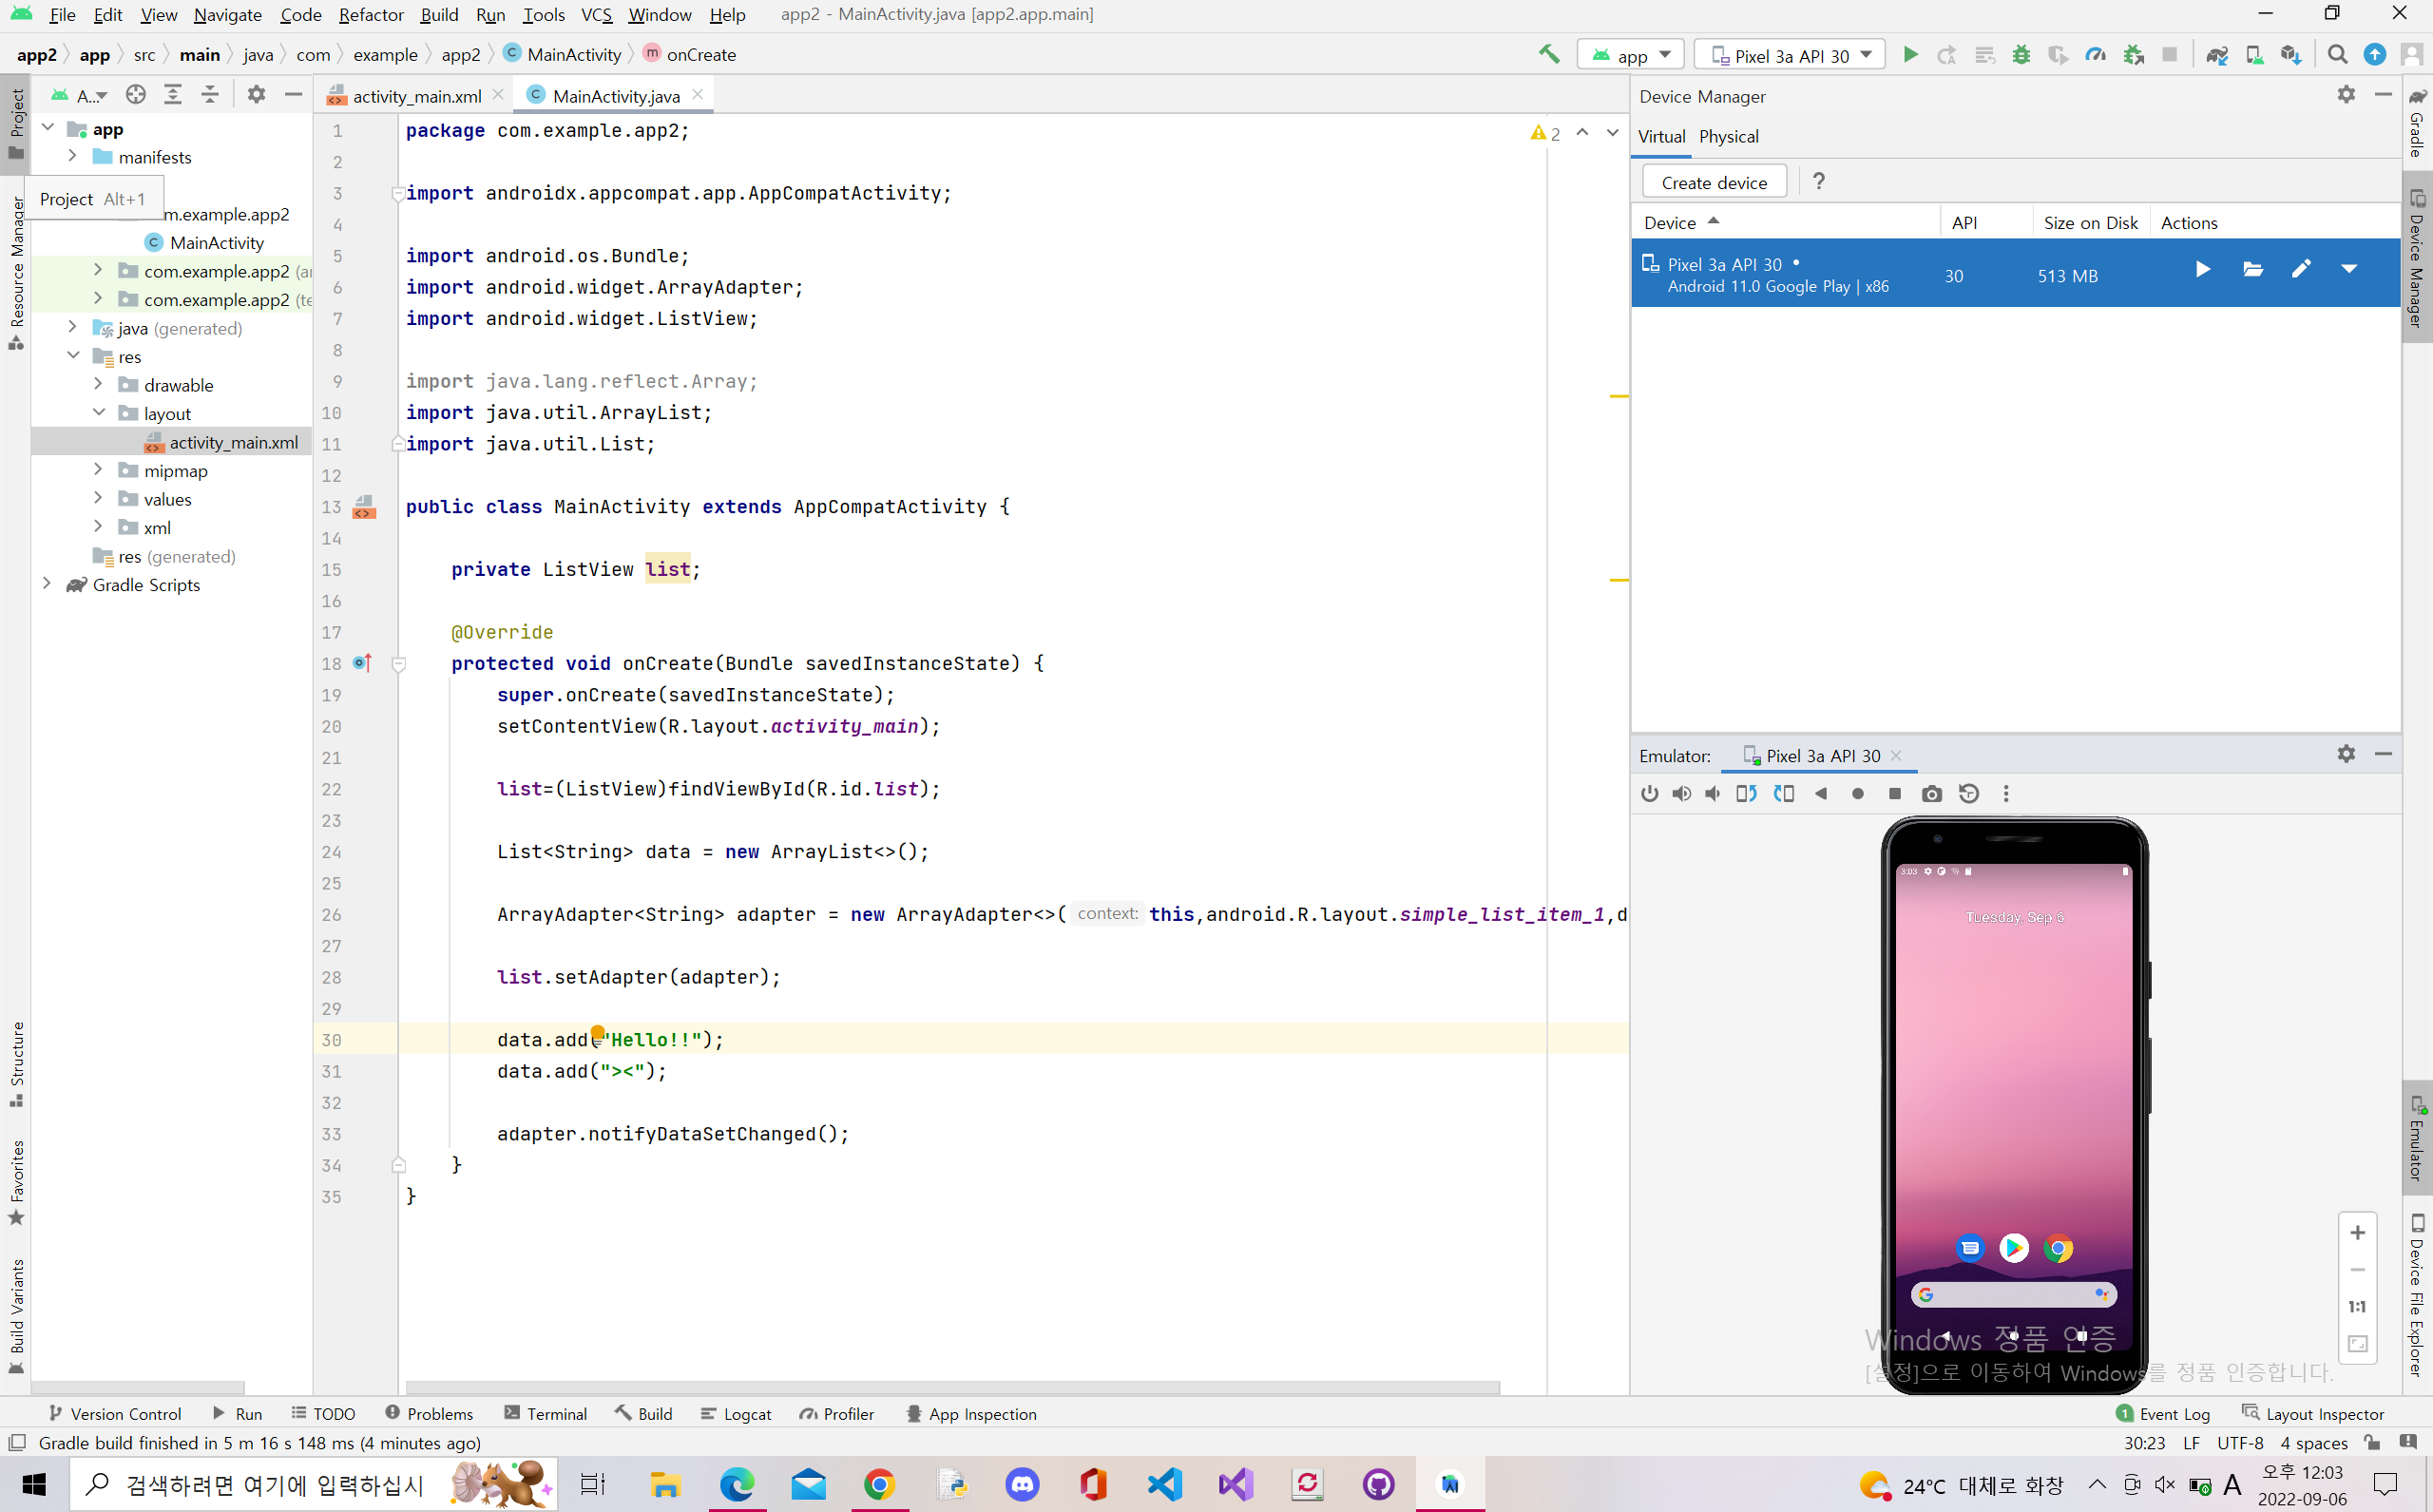 File Edit View Navigate Code Refactor Build Run Tools VCS Window Help app2 - MainActivity.java [app2.app.main]
app2 app src main java com example app2 MainActivity onCreate app Pixel 3a API 30
A... activity_main.xml MainActivity.java
Project
Resource Manager
Structure
Favorites
Build Variants
app
manifests
Project Alt+1
m.example.app2
MainActivity
com.example.app2 (ar
com.example.app2 (te
java (generated)
res
drawable
layout
activity_main.xml
mipmap
values
xml
res (generated)
Gradle Scripts
2
1 package com.example.app2;
2
3 import androidx.appcompat.app.AppCompatActivity;
4
5 import android.os.Bundle;
6 import android.widget.ArrayAdapter;
7 import android.widget.ListView;
8
9 import java.lang.reflect.Array;
10 import java.util.ArrayList;
11 import java.util.List;
12
13 public class MainActivity extends AppCompatActivity {
14
15 private ListView list;
16
17 @Override
18 protected void onCreate(Bundle savedInstanceState) {
19 super.onCreate(savedInstanceState);
20 setContentView(R.layout.activity_main);
21
22 list=(ListView)findViewById(R.id.list);
23
24 List<String> data = new ArrayList<>();
25
26 ArrayAdapter<String> adapter = new ArrayAdapter<>( context: this,android.R.layout.simple_list_item_1,d
27
28 list.setAdapter(adapter);
29
30 data.add("Hello!!");
31 data.add("><");
32
33 adapter.notifyDataSetChanged();
34 }
35 }
Device Manager
Virtual Physical
Create device ?
Device API Size on Disk Actions
Pixel 3a API 30 30 513 MB
Android 11.0 Google Play | x86
Emulator: Pixel 3a API 30
3:03
Tuesday, Sep 6
1:1
Windows 정품 인증
[설정]으로 이동하여 Windows를 정품 인증합니다.
Gradle
Device Manager
Emulator
Device File Explorer
Version Control Run TODO Problems Terminal Build Logcat Profiler App Inspection 1 Event Log Layout Inspector
Gradle build finished in 5 m 16 s 148 ms (4 minutes ago) 30:23 LF UTF-8 4 spaces
검색하려면 여기에 입력하십시 24°C 대체로 화창 A 오후 12:03
2022-09-06